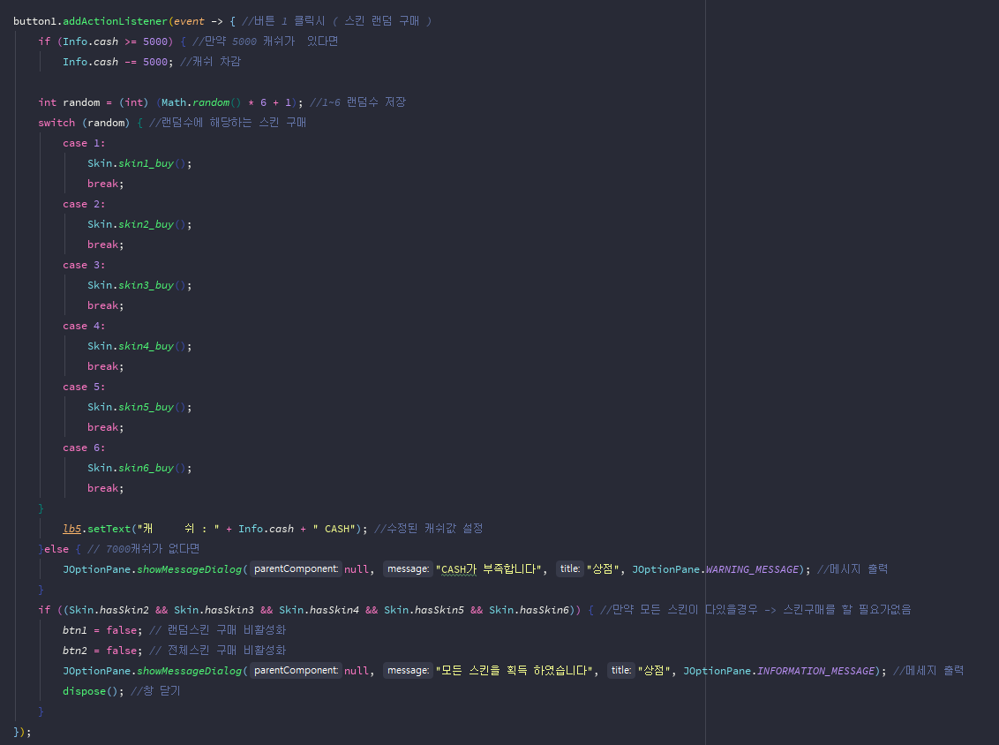 button1.addActionListener(event -> { //버튼 1 클릭시 ( 스킨 랜덤 구매 )
if (Info.cash >= 5000) { //만약 5000 캐쉬가  있다면
Info.cash -= 5000; //캐쉬 차감
int random = (int) (Math.random() * 6 + 1); //1~6 랜덤수 저장
switch (random) { //랜덤수에 해당하는 스킨 구매
case 1:
Skin.skin1_buy();
break;
case 2:
Skin.skin2_buy();
break;
case 3:
Skin.skin3_buy();
break;
case 4:
Skin.skin4_buy();
break;
case 5:
Skin.skin5_buy();
break;
case 6:
Skin.skin6_buy();
break;
}
lb5.setText("캐     쉬 : " + Info.cash + " CASH"); //수정된 캐쉬값 설정
}else { // 7000캐쉬가 없다면
JOptionPane.showMessageDialog( parentComponent: null, message: "CASH가 부족합니다", title: "상점", JOptionPane.WARNING_MESSAGE); //메시지 출력
}
if ((Skin.hasSkin2 && Skin.hasSkin3 && Skin.hasSkin4 && Skin.hasSkin5 && Skin.hasSkin6)) { //만약 모든 스킨이 다있을경우 -> 스킨구매를 할 필요가없음
btn1 = false; // 랜덤스킨 구매 비활성화
btn2 = false; // 전체스킨 구매 비활성화
JOptionPane.showMessageDialog( parentComponent: null, message: "모든 스킨을 획득 하였습니다", title: "상점", JOptionPane.INFORMATION_MESSAGE); //메세지 출력
dispose(); //창 닫기
}
});